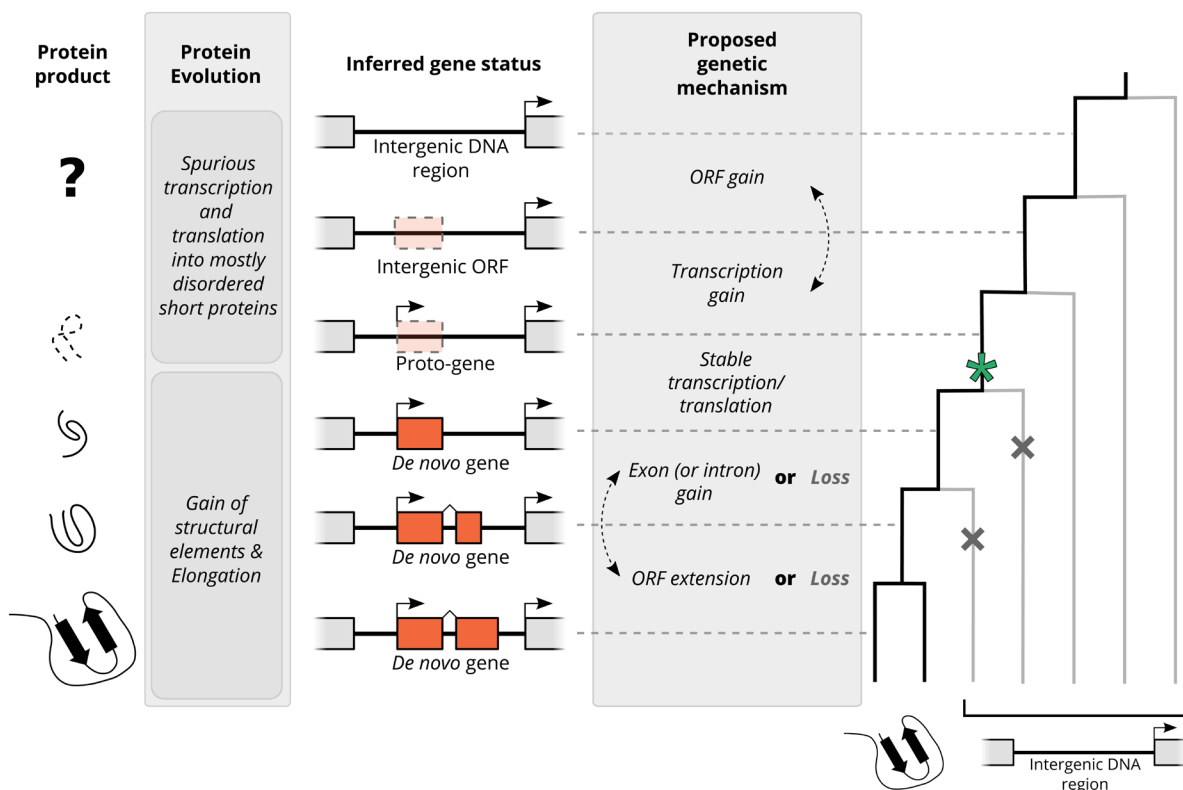 Protein
product
Protein
Evolution
Inferred gene status
Proposed
genetic
mechanism
?
Spurious
transcription
and
translation
into mostly
disordered
short proteins
Gain of
structural
elements &
Elongation
Intergenic DNA
region
Intergenic ORF
Proto-gene
De novo gene
De novo gene
De novo gene
ORF gain
Transcription
gain
Stable
transcription/
translation
Exon (or intron) or Loss
gain
ORF extension or Loss
*
Intergenic DNA
region